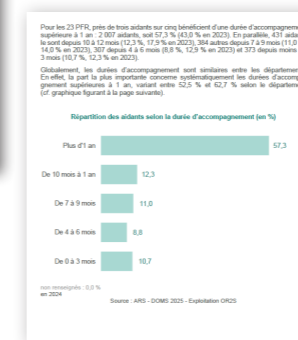 Pour les 23 PFR, près de trois aidants sur cinq bénéficient d'une durée d'accompagneme
supérieure à 1 an : 2 007 aidants, soit 57,3 % (43,0 % en 2023). En parallèle, 431 aida
le sont depuis 10 à 12 mois (12,3 %, 17,9 % en 2023), 384 autres depuis 7 à 9 mois (11,0
14,0 % en 2023), 307 depuis 4 à 6 mois (8,8 %, 12,9 % en 2023) et 373 depuis moins
3 mois (10,7 %, 12,3 % en 2023).
Globalement, les durées d'accompagnement sont similaires entre les départeme
En effet, la part la plus importante concerne systématiquement les durées d'accomp
gnement supérieures à 1 an, variant entre 52,5 % et 62,7 % selon le départeme
(cf. graphique figurant à la page suivante).
Répartition des aidants selon la durée d'accompagnement (en %)
Plus d'1 an 57,3
De 10 mois à 1 an 12,3
De 7 à 9 mois 11,0
De 4 à 6 mois 8,8
De 0 à 3 mois 10,7
non renseignés : 0,0 %
en 2024
Source : ARS - DOMS 2025 - Exploitation OR2S